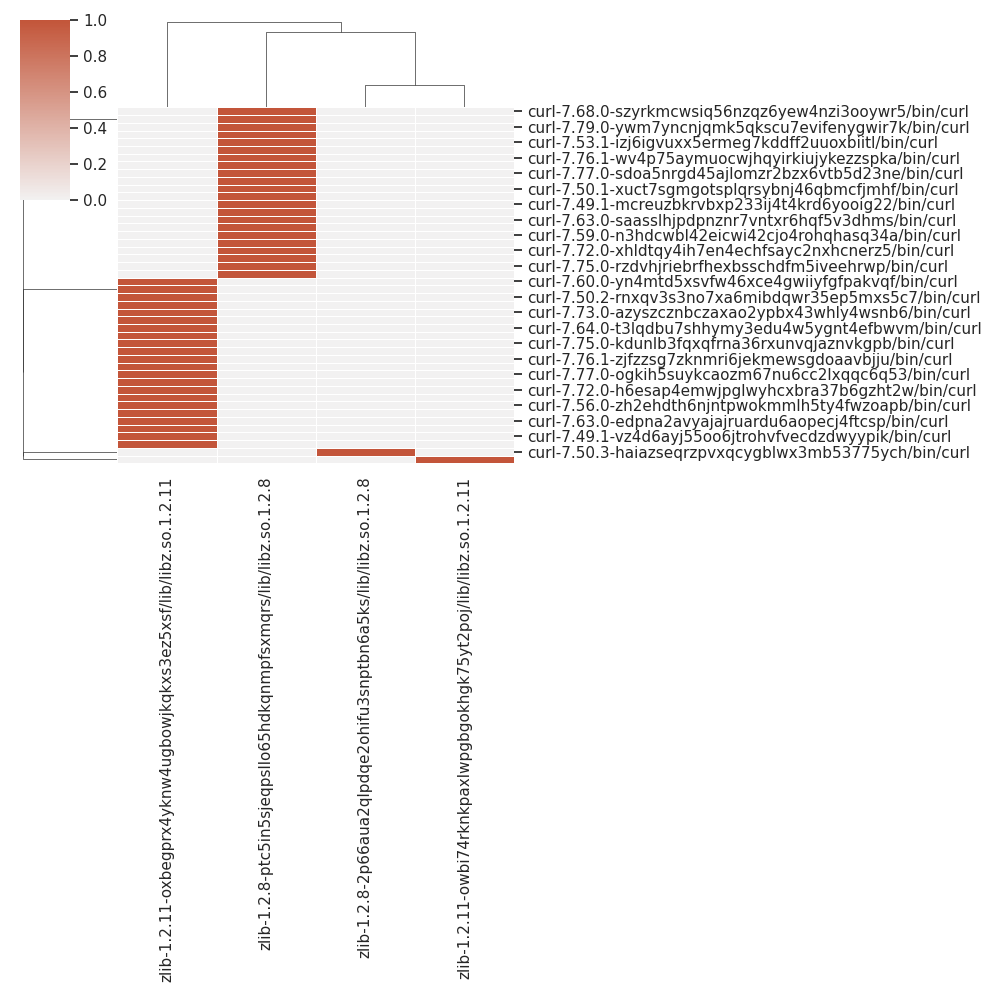 1.0
0.8
0.6
0.4
0.2
0.0
curl-7.68.0-szyrkmcwsiq56nzqz6yew4nzi3ooywr5/bin/curl
curl-7.79.0-ywm7yncnjqmk5qkscu7evifenygwir7k/bin/curl
curl-7.53.1-izj6igvuxx5ermeg7kddff2uuoxbiitl/bin/curl
curl-7.76.1-wv4p75aymuocwjhqyirkiujykezzspka/bin/curl
curl-7.77.0-sdoa5nrgd45ajlomzr2bzx6vtb5d23ne/bin/curl
curl-7.50.1-xuct7sgmgotsplqrsybnj46qbmcfjmhf/bin/curl
curl-7.49.1-mcreuzbkrvbxp233ij4t4krd6yooig22/bin/curl
curl-7.63.0-saasslhjpdpnznr7vntxr6hqf5v3dhms/bin/curl
curl-7.59.0-n3hdcwbl42eicwi42cjo4rohqhasq34a/bin/curl
curl-7.72.0-xhldtqy4ih7en4echfsayc2nxhcnerz5/bin/curl
curl-7.75.0-rzdvhjriebrfhexbsschdfm5iveehrwp/bin/curl
curl-7.60.0-yn4mtd5xsvfw46xce4gwiiyfgfpakvqf/bin/curl
curl-7.50.2-rnxqv3s3no7xa6mibdqwr35ep5mxs5c7/bin/curl
curl-7.73.0-azyszcznbczaxao2ypbx43whly4wsnb6/bin/curl
curl-7.64.0-t3lqdbu7shhymy3edu4w5ygnt4efbwvm/bin/curl
curl-7.75.0-kdunlb3fqxqfrna36rxunvqjaznvkgpb/bin/curl
curl-7.76.1-zjfzzsg7zknmri6jekmewsgdoaavbjju/bin/curl
curl-7.77.0-ogkih5suykcaozm67nu6cc2lxqqc6q53/bin/curl
curl-7.72.0-h6esap4emwjpglwyhcxbra37b6gzht2w/bin/curl
curl-7.56.0-zh2ehdth6njntpwokmmlh5ty4fwzoapb/bin/curl
curl-7.63.0-edpna2avyajajruardu6aopecj4ftcsp/bin/curl
curl-7.49.1-vz4d6ayj55oo6jtrohvfvecdzdwyypik/bin/curl
curl-7.50.3-haiazseqrzpvxqcygblwx3mb53775ych/bin/curl
zlib-1.2.11-oxbegprx4yknw4ugbowjkqkxs3ez5xsf/lib/libz.so.1.2.11
zlib-1.2.8-ptc5in5sjeqpsllo65hdkqnmpfsxmqrs/lib/libz.so.1.2.8
zlib-1.2.8-2p66aua2qlpdqe2ohifu3snptbn6a5ks/lib/libz.so.1.2.8
zlib-1.2.11-owbi74rknkpaxlwpgbgokhgk75yt2poj/lib/libz.so.1.2.11